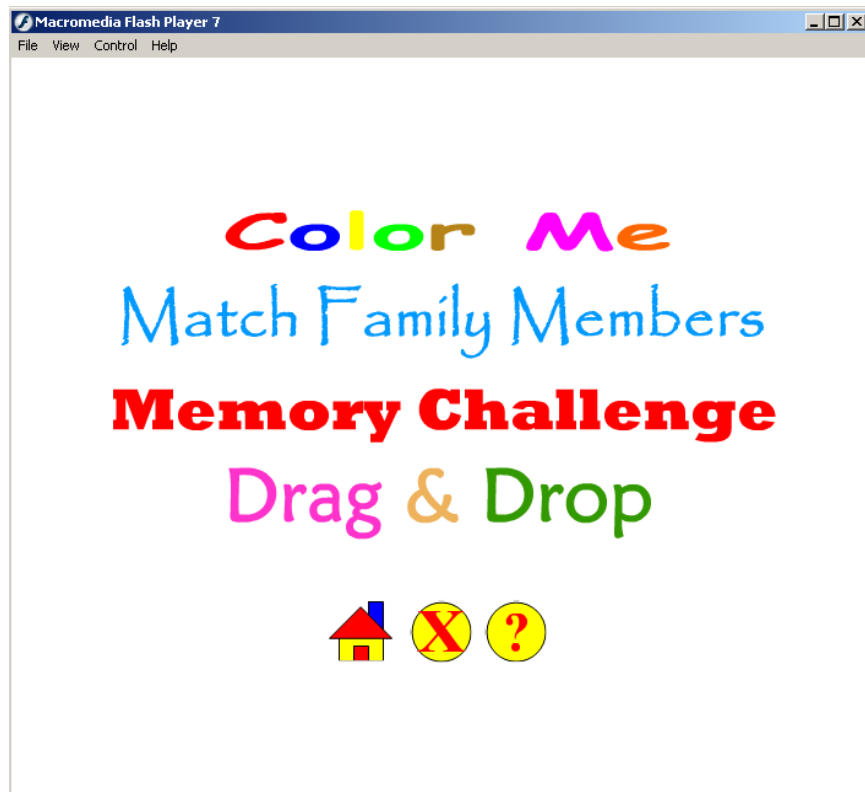 Macromedia Flash Player 7
File View Control Help
Color Me
Match Family Members
Memory Challenge
Drag & Drop
X ?